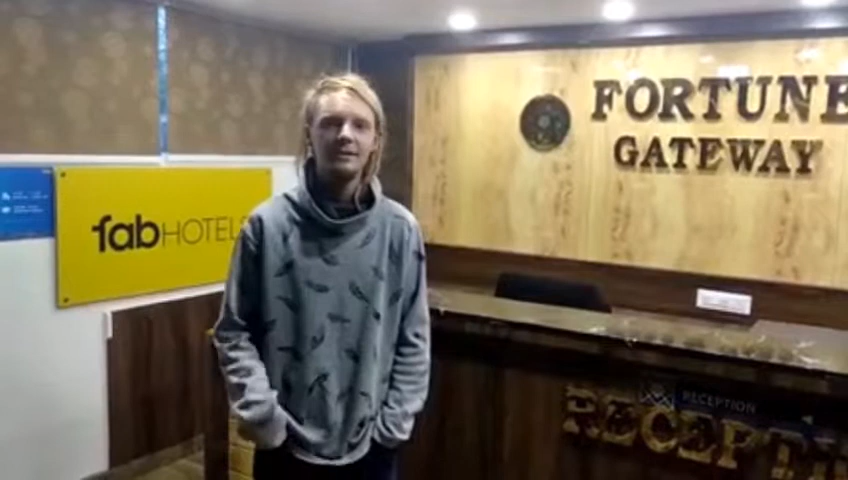 fabHOTELS
FORTUNE
GATEWAY
RECEPTION
RECEPTI